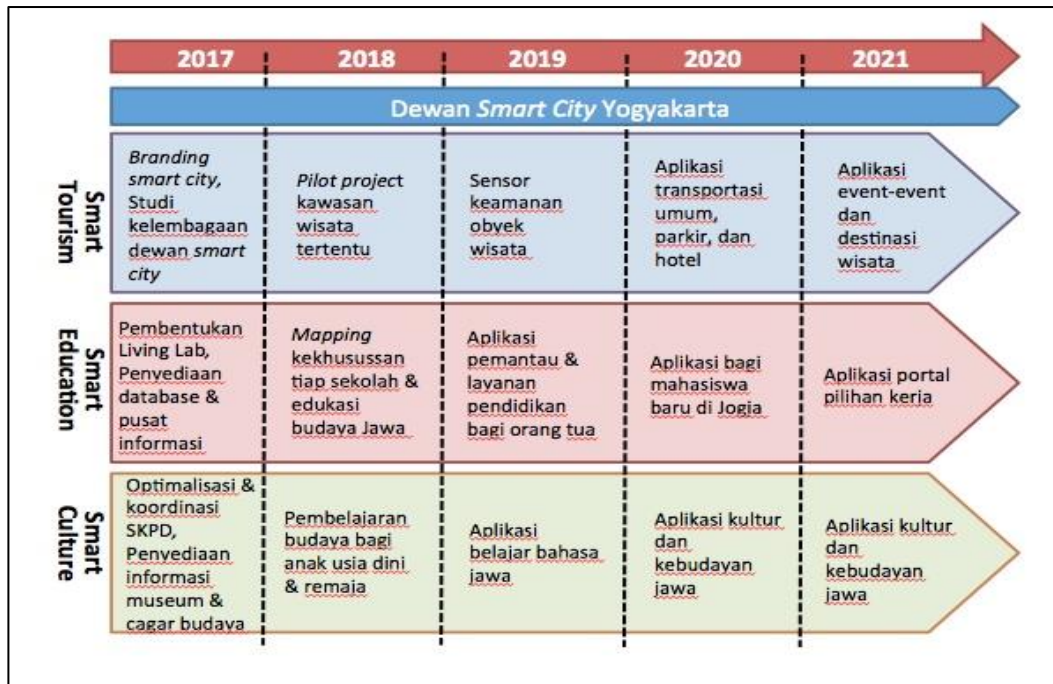 2017 2018 2019 2020 2021
Dewan Smart City Yogyakarta
Smart
Tourism
Branding
smart city,
Studi
kelembagaan
dewan smart
city
Pilot project
kawasan
wisata
tertentu
Sensor
keamanan
obyek
wisata
Aplikasi
transportasi
umum,
parkir, dan
hotel
Aplikasi
event-event
dan
destinasi
wisata
Smart
Education
Pembentukan
Living Lab,
Penyediaan
database &
pusat
informasi
Mapping
kekhusussan
tiap sekolah &
edukasi
budaya Jawa
Aplikasi
pemantau &
layanan
pendidikan
bagi orang tua
Aplikasi bagi
mahasiswa
baru di Jogja
Aplikasi portal
pilihan kerja
Smart
Culture
Optimalisasi &
koordinasi
SKPD,
Penyediaan
informasi
museum &
cagar budaya
Pembelajaran
budaya bagi
anak usia dini
& remaja
Aplikasi
belajar bahasa
jawa
Aplikasi kultur
dan
kebudayan
jawa
Aplikasi kultur
dan
kebudayan
jawa